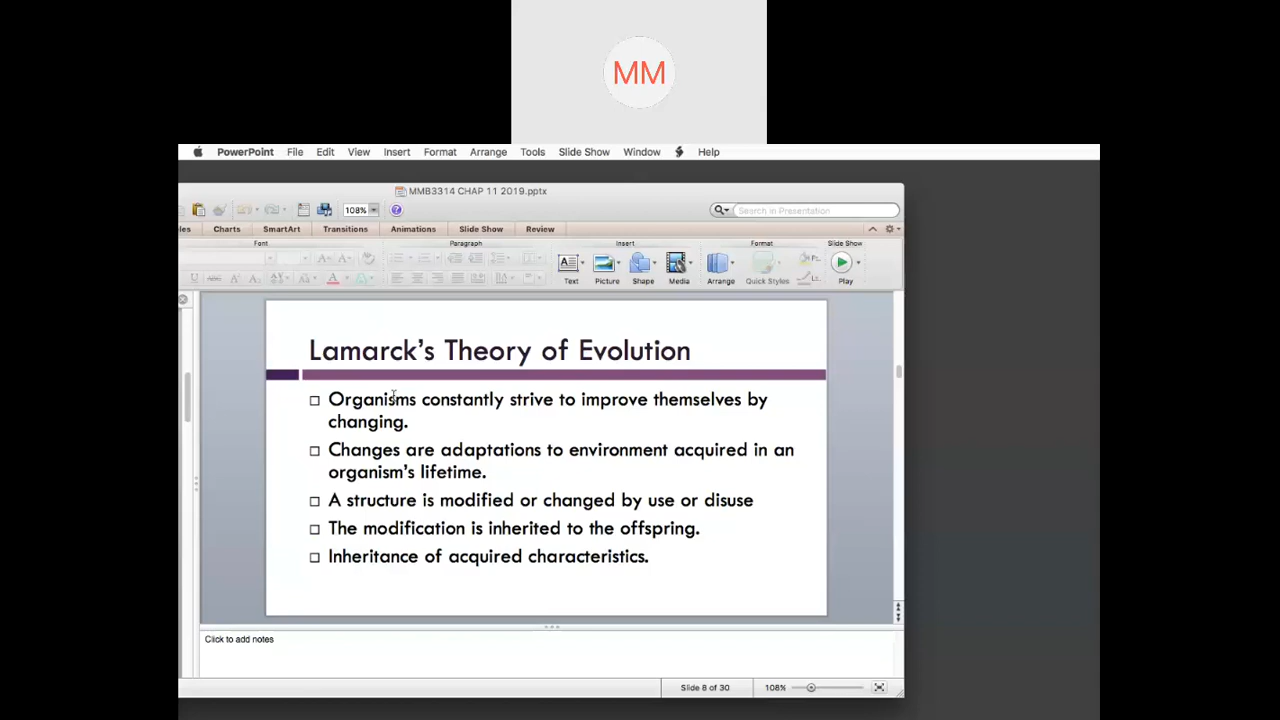 MM
PowerPoint File Edit View Insert Format Arrange Tools Slide Show Window Help
MMB3314 CHAP 11 2019.pptx
108% Search in Presentation
Charts SmartArt Transitions Animations Slide Show Review
Font Paragraph Insert Format Slide Show
Text Picture Shape Media Arrange Quick Styles Play
Lamarck's Theory of Evolution
Organisms constantly strive to improve themselves by
changing.
Changes are adaptations to environment acquired in an
organism's lifetime.
A structure is modified or changed by use or disuse
The modification is inherited to the offspring.
Inheritance of acquired characteristics.
Click to add notes
Slide 8 of 30 108%